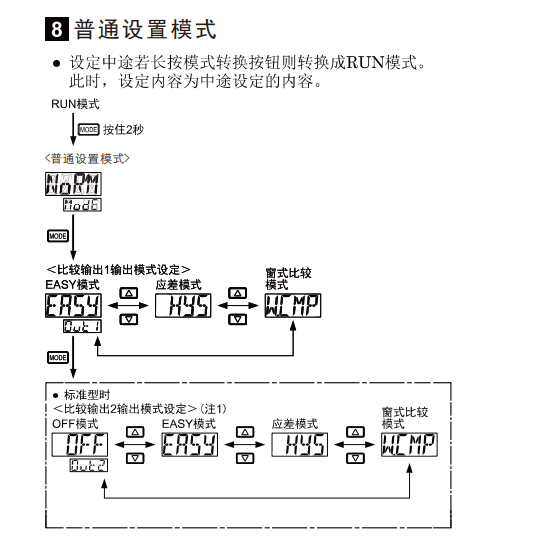 8 普通设置模式
● 设定中途若长按模式转换按钮则转换成RUN模式。
此时，设定内容为中途设定的内容。
RUN模式
MODE 按住2秒
<普通设置模式>
NoRM
ModE
MODE
＜比较输出1输出模式设定＞
EASY模式 应差模式 窗式比较模式
EASY HYS WCMP
Out1
MODE
● 标准型时
＜比较输出2输出模式设定＞(注1)
OFF模式 EASY模式 应差模式 窗式比较模式
OFF EASY HYS WCMP
Out2